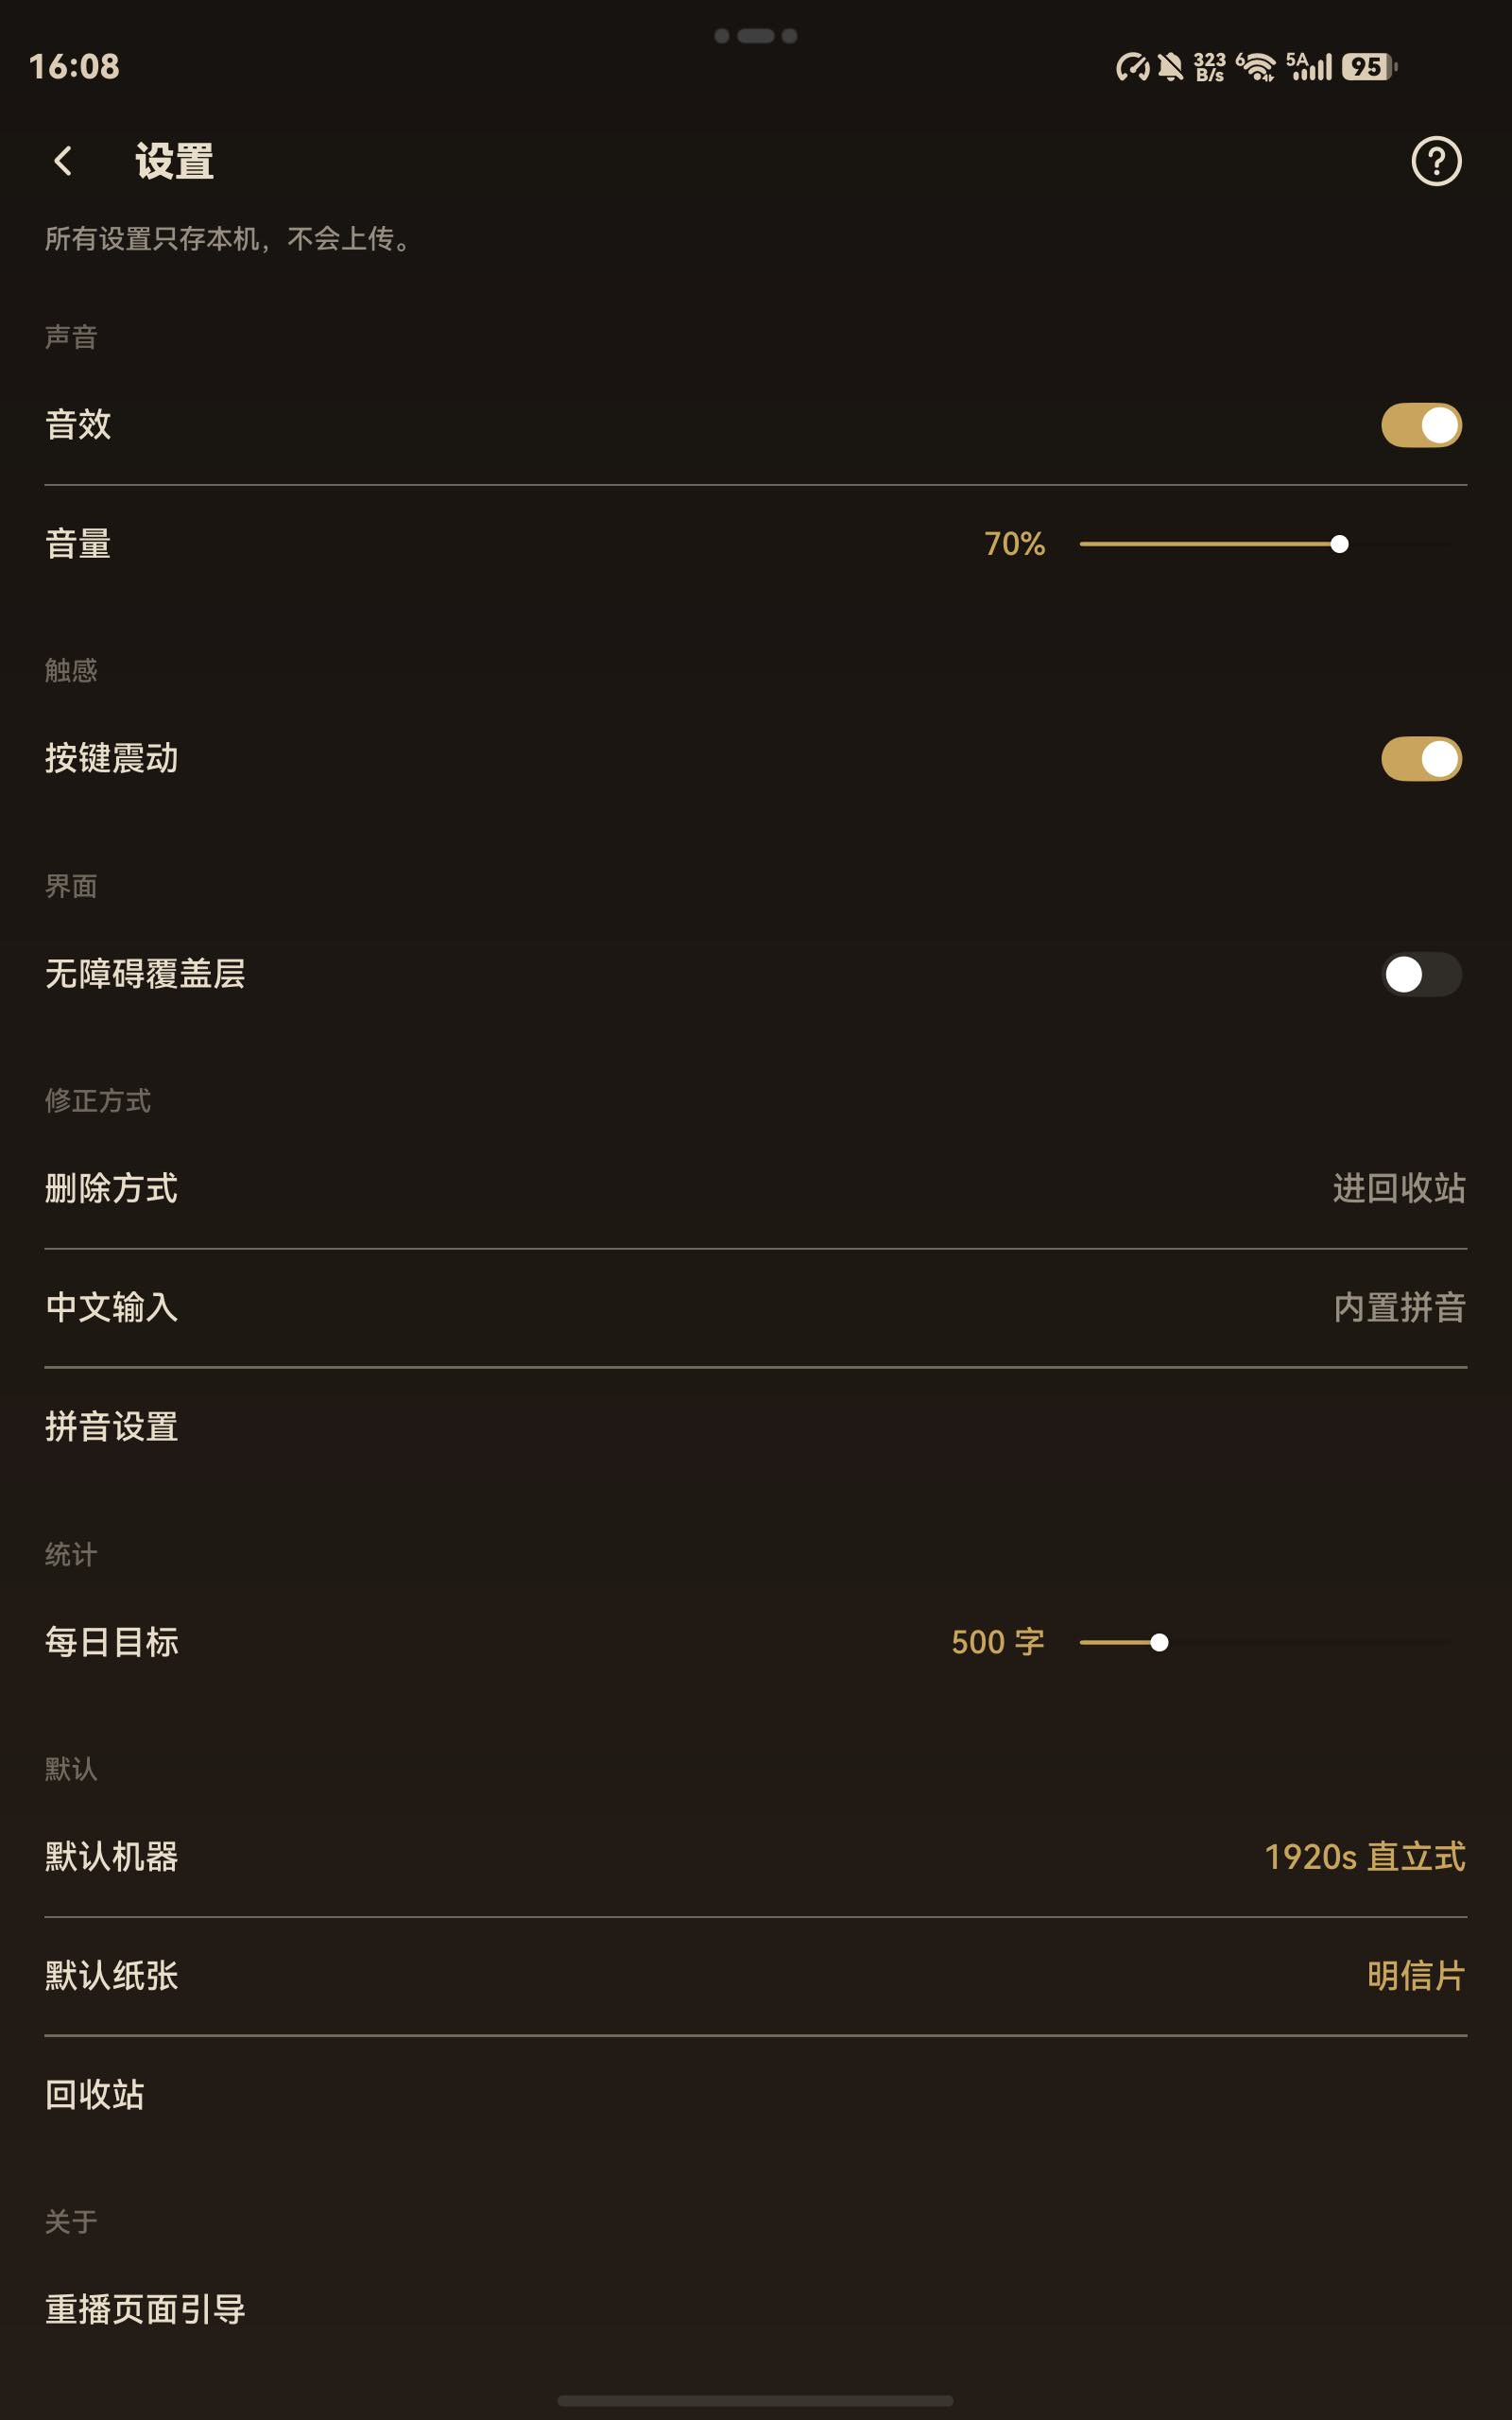 16:08
323 B/s 6 5A 95
设置
所有设置只存本机，不会上传。
声音
音效
音量 70%
触感
按键震动
界面
无障碍覆盖层
修正方式
删除方式 进回收站
中文输入 内置拼音
拼音设置
统计
每日目标 500 字
默认
默认机器 1920s 直立式
默认纸张 明信片
回收站
关于
重播页面引导